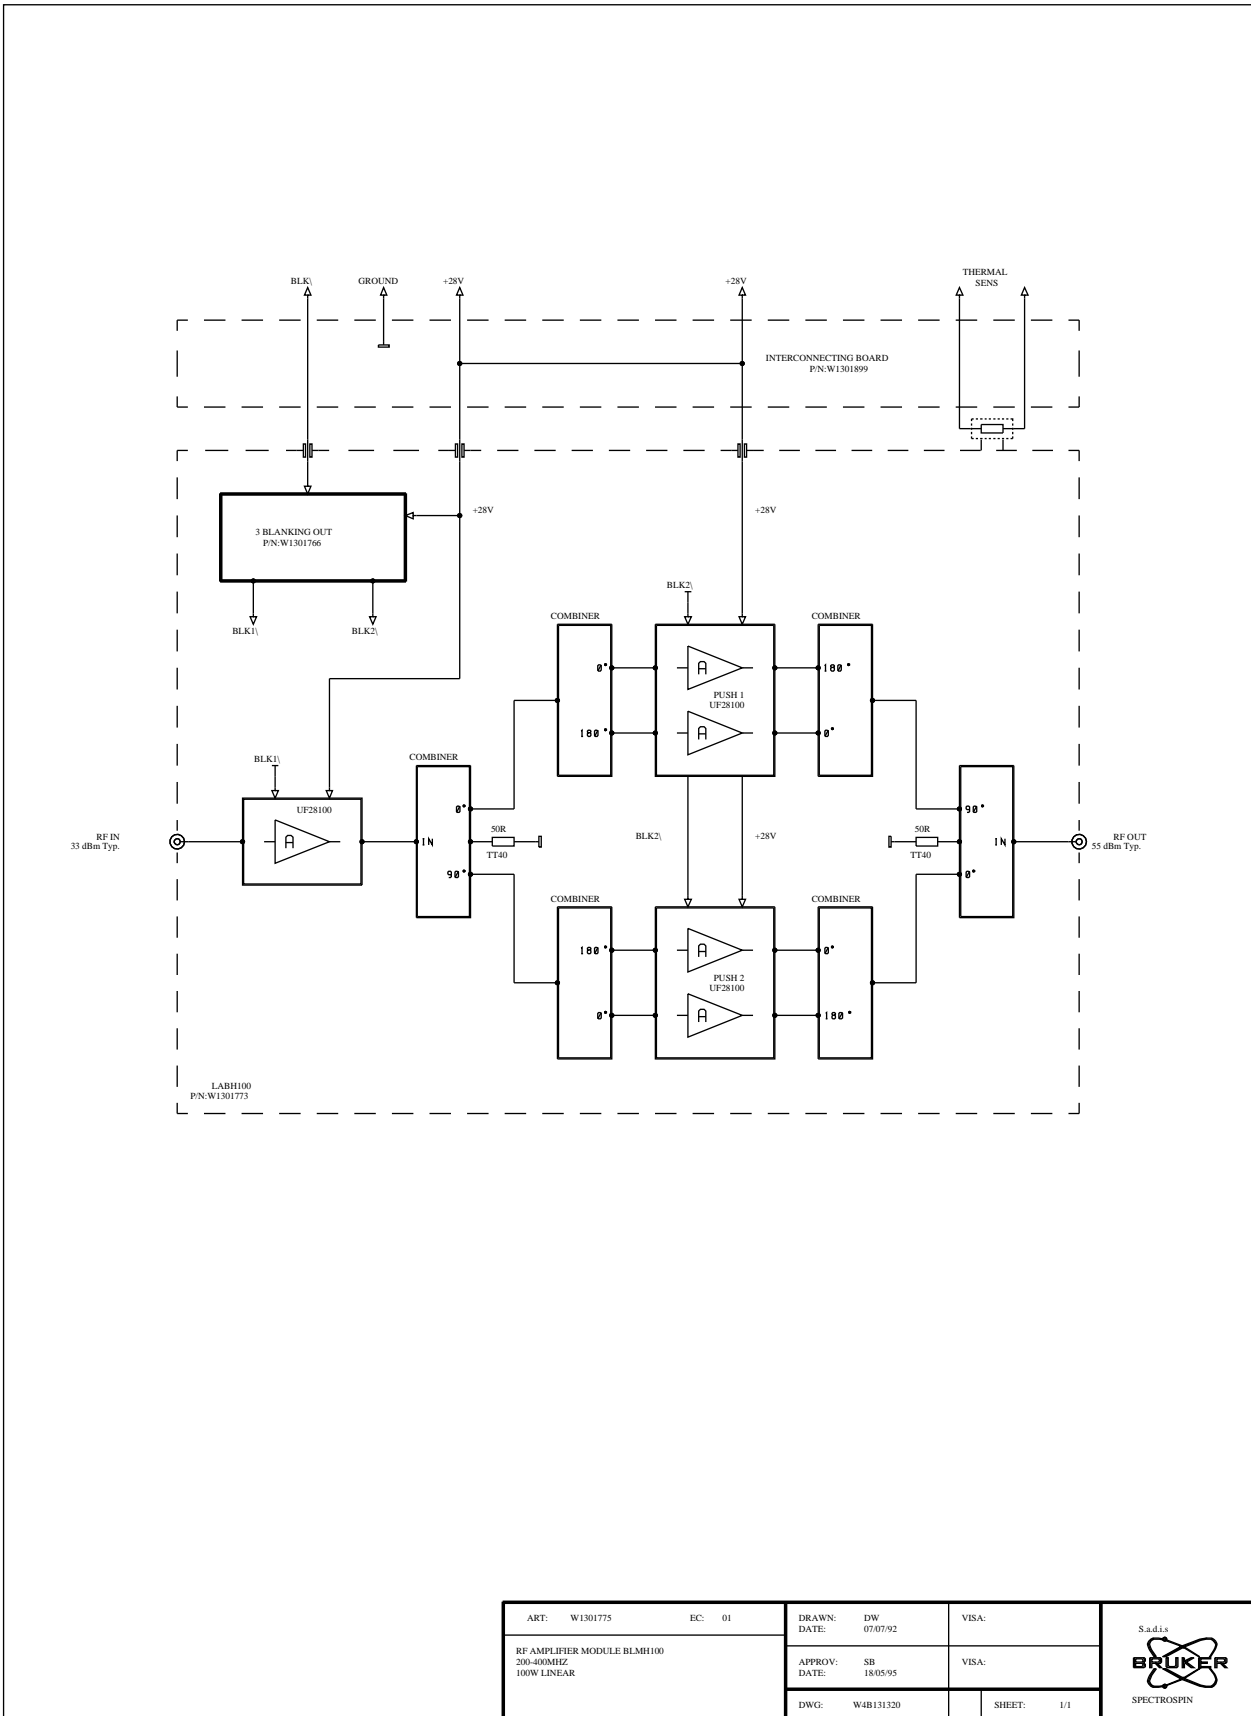 BLK\
GROUND
+28V
+28V
THERMAL
SENS
INTERCONNECTING BOARD
P/N:W1301899
3 BLANKING OUT
P/N:W1301766
+28V
+28V
BLK1\
BLK2\
BLK2\
COMBINER
COMBINER
0°
180°
PUSH 1
UF28100
180°
0°
BLK1\
COMBINER
UF28100
A
A
A
RF IN
33 dBm Typ.
0°
IN
90°
50R
TT40
BLK2\
+28V
50R
TT40
90°
IN
0°
RF OUT
55 dBm Typ.
COMBINER
COMBINER
180°
0°
A
PUSH 2
UF28100
A
0°
180°
LABH100
P/N:W1301773
ART: W1301775 EC: 01
RF AMPLIFIER MODULE BLMH100
200-400MHZ
100W LINEAR
DRAWN: DW
DATE: 07/07/92
VISA:
APPROV: SB
DATE: 18/05/95
VISA:
DWG: W4B131320
SHEET: 1/1
S.a.d.i.s
BRUKER
SPECTROSPIN